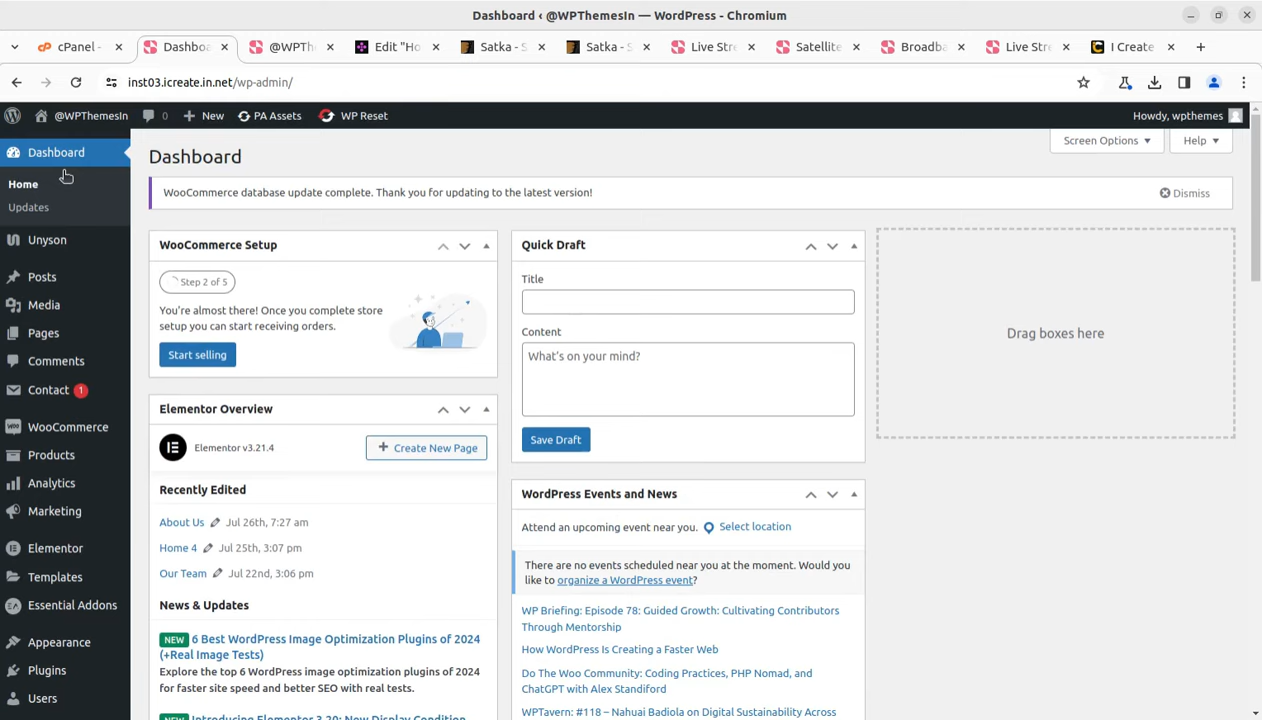 Dashboard ‹ @WPThemesIn — WordPress - Chromium
cPanel -
Dashbo
@WPTh
Edit "Ho
Satka - S
Satka - S
Live Stre
Satellite
Broadba
Live Stre
I Create
inst03.icreate.in.net/wp-admin/
@WPThemesIn
0
New
PA Assets
WP Reset
Howdy, wpthemes
Dashboard
Home
Updates
Unyson
Posts
Media
Pages
Comments
Contact 1
WooCommerce
Products
Analytics
Marketing
Elementor
Templates
Essential Addons
Appearance
Plugins
Users
Dashboard
Screen Options
Help
WooCommerce database update complete. Thank you for updating to the latest version!
Dismiss
WooCommerce Setup
Step 2 of 5
You're almost there! Once you complete store
setup you can start receiving orders.
Start selling
Elementor Overview
Elementor v3.21.4
Create New Page
Recently Edited
About Us Jul 26th, 7:27 am
Home 4 Jul 25th, 3:07 pm
Our Team Jul 22nd, 3:06 pm
News & Updates
NEW 6 Best WordPress Image Optimization Plugins of 2024
(+Real Image Tests)
Explore the top 6 WordPress image optimization plugins of 2024
for faster site speed and better SEO with real tests.
NEW Introducing Elementor 3.20: New Display Condition
Quick Draft
Title
Content
What's on your mind?
Save Draft
WordPress Events and News
Attend an upcoming event near you. Select location
There are no events scheduled near you at the moment. Would you
like to organize a WordPress event?
WP Briefing: Episode 78: Guided Growth: Cultivating Contributors
Through Mentorship
How WordPress Is Creating a Faster Web
Do The Woo Community: Coding Practices, PHP Nomad, and
ChatGPT with Alex Standiford
WPTavern: #118 – Nahuai Badiola on Digital Sustainability Across
Drag boxes here